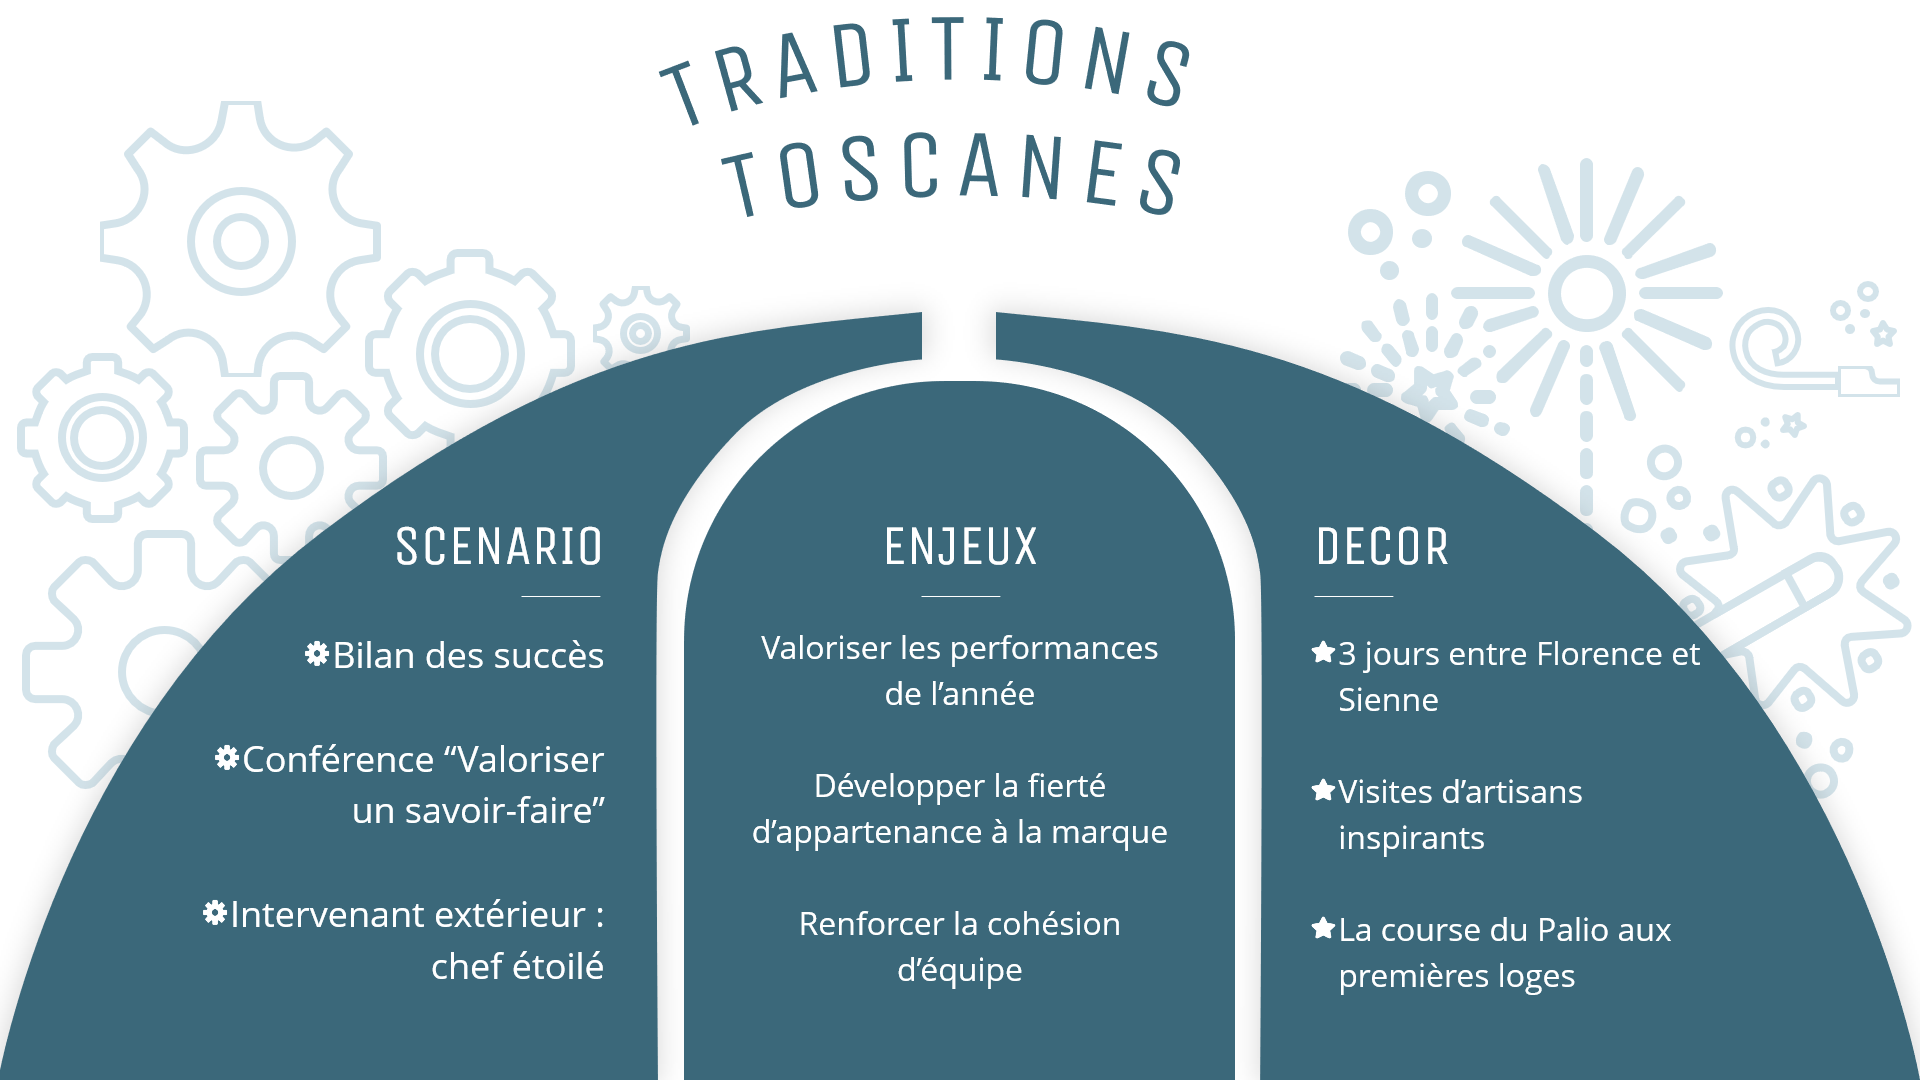 TRADITIONS
TOSCANES
SCENARIO
Bilan des succès
Conférence “Valoriser
un savoir-faire”
Intervenant extérieur :
chef étoilé
ENJEUX
Valoriser les performances
de l’année
Développer la fierté
d’appartenance à la marque
Renforcer la cohésion
d’équipe
DECOR
3 jours entre Florence et
Sienne
Visites d’artisans
inspirants
La course du Palio aux
premières loges